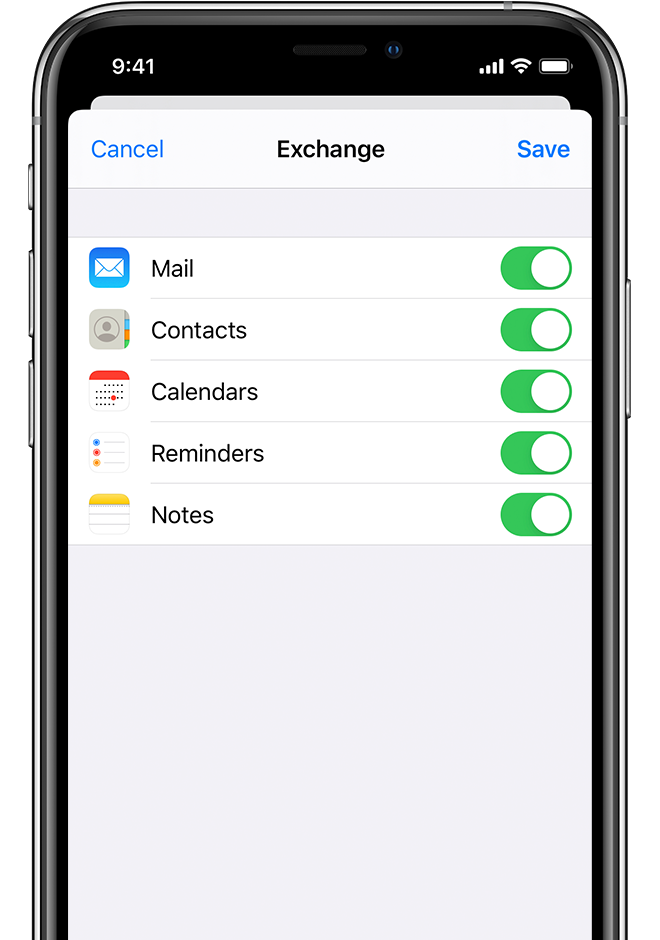 9:41
Cancel Exchange Save
Mail
Contacts
Calendars
Reminders
Notes